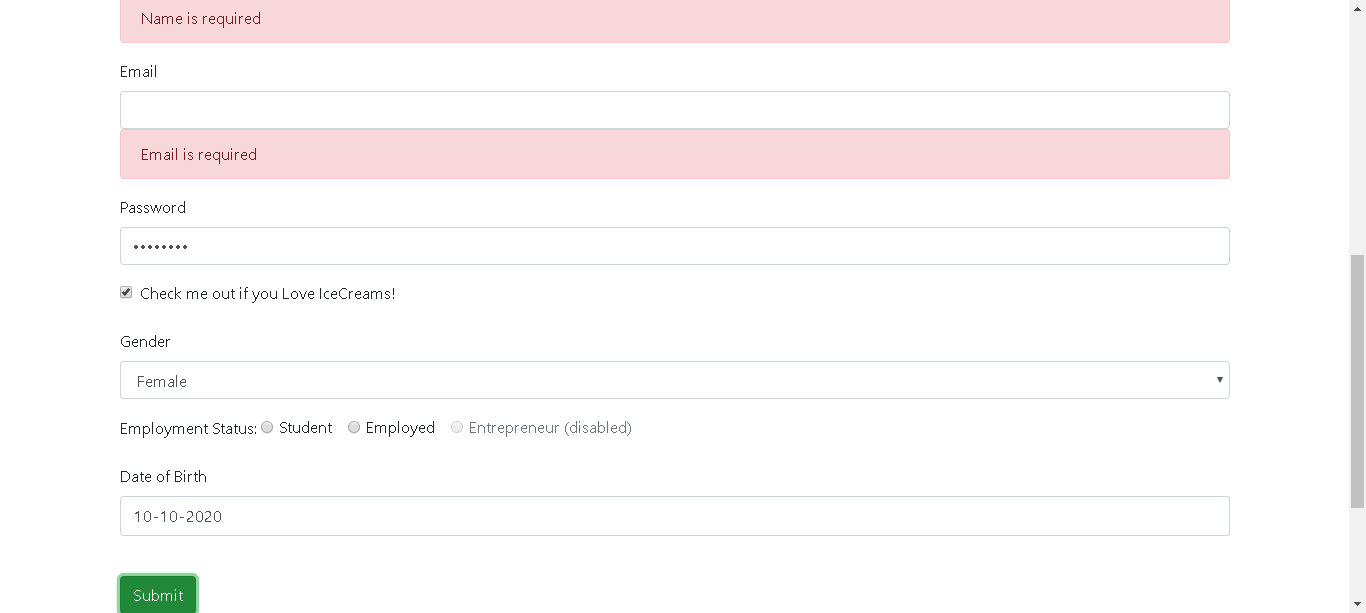 Name is required
Email
Email is required
Password
••••••••
Check me out if you Love IceCreams!
Gender
Female
Employment Status: Student Employed Entrepreneur (disabled)
Date of Birth
10-10-2020
Submit